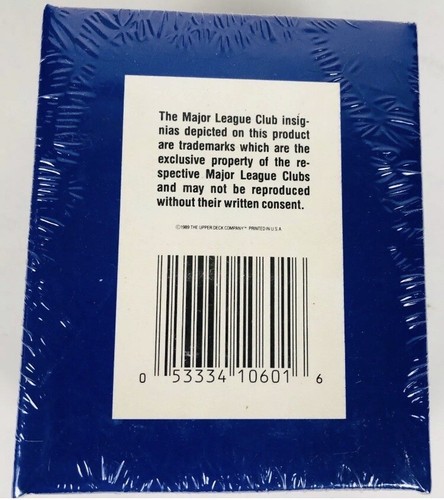 The Major League Club insig-
nias depicted on this product
are trademarks which are the
exclusive property of the re-
spective Major League Clubs
and may not be reproduced
without their written consent.
©1989 THE UPPER DECK COMPANY™ PRINTED IN U.S.A
0 53334 10601 6